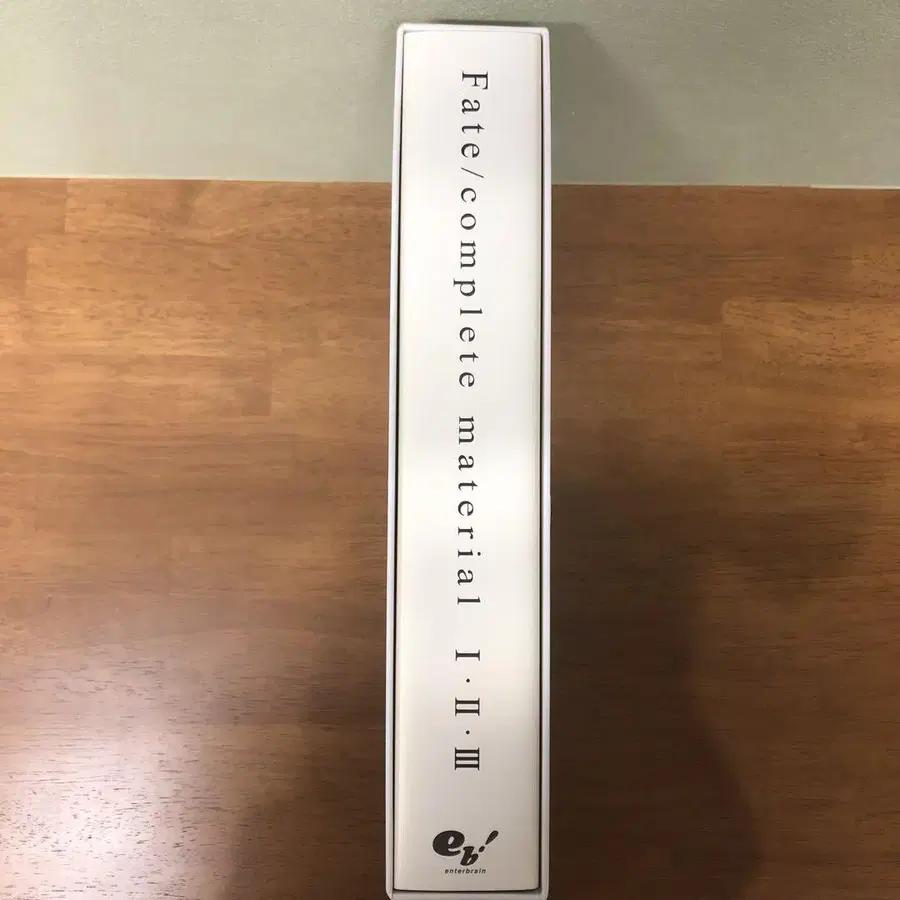 Fate/complete material I・II・III
eb!
enterbrain